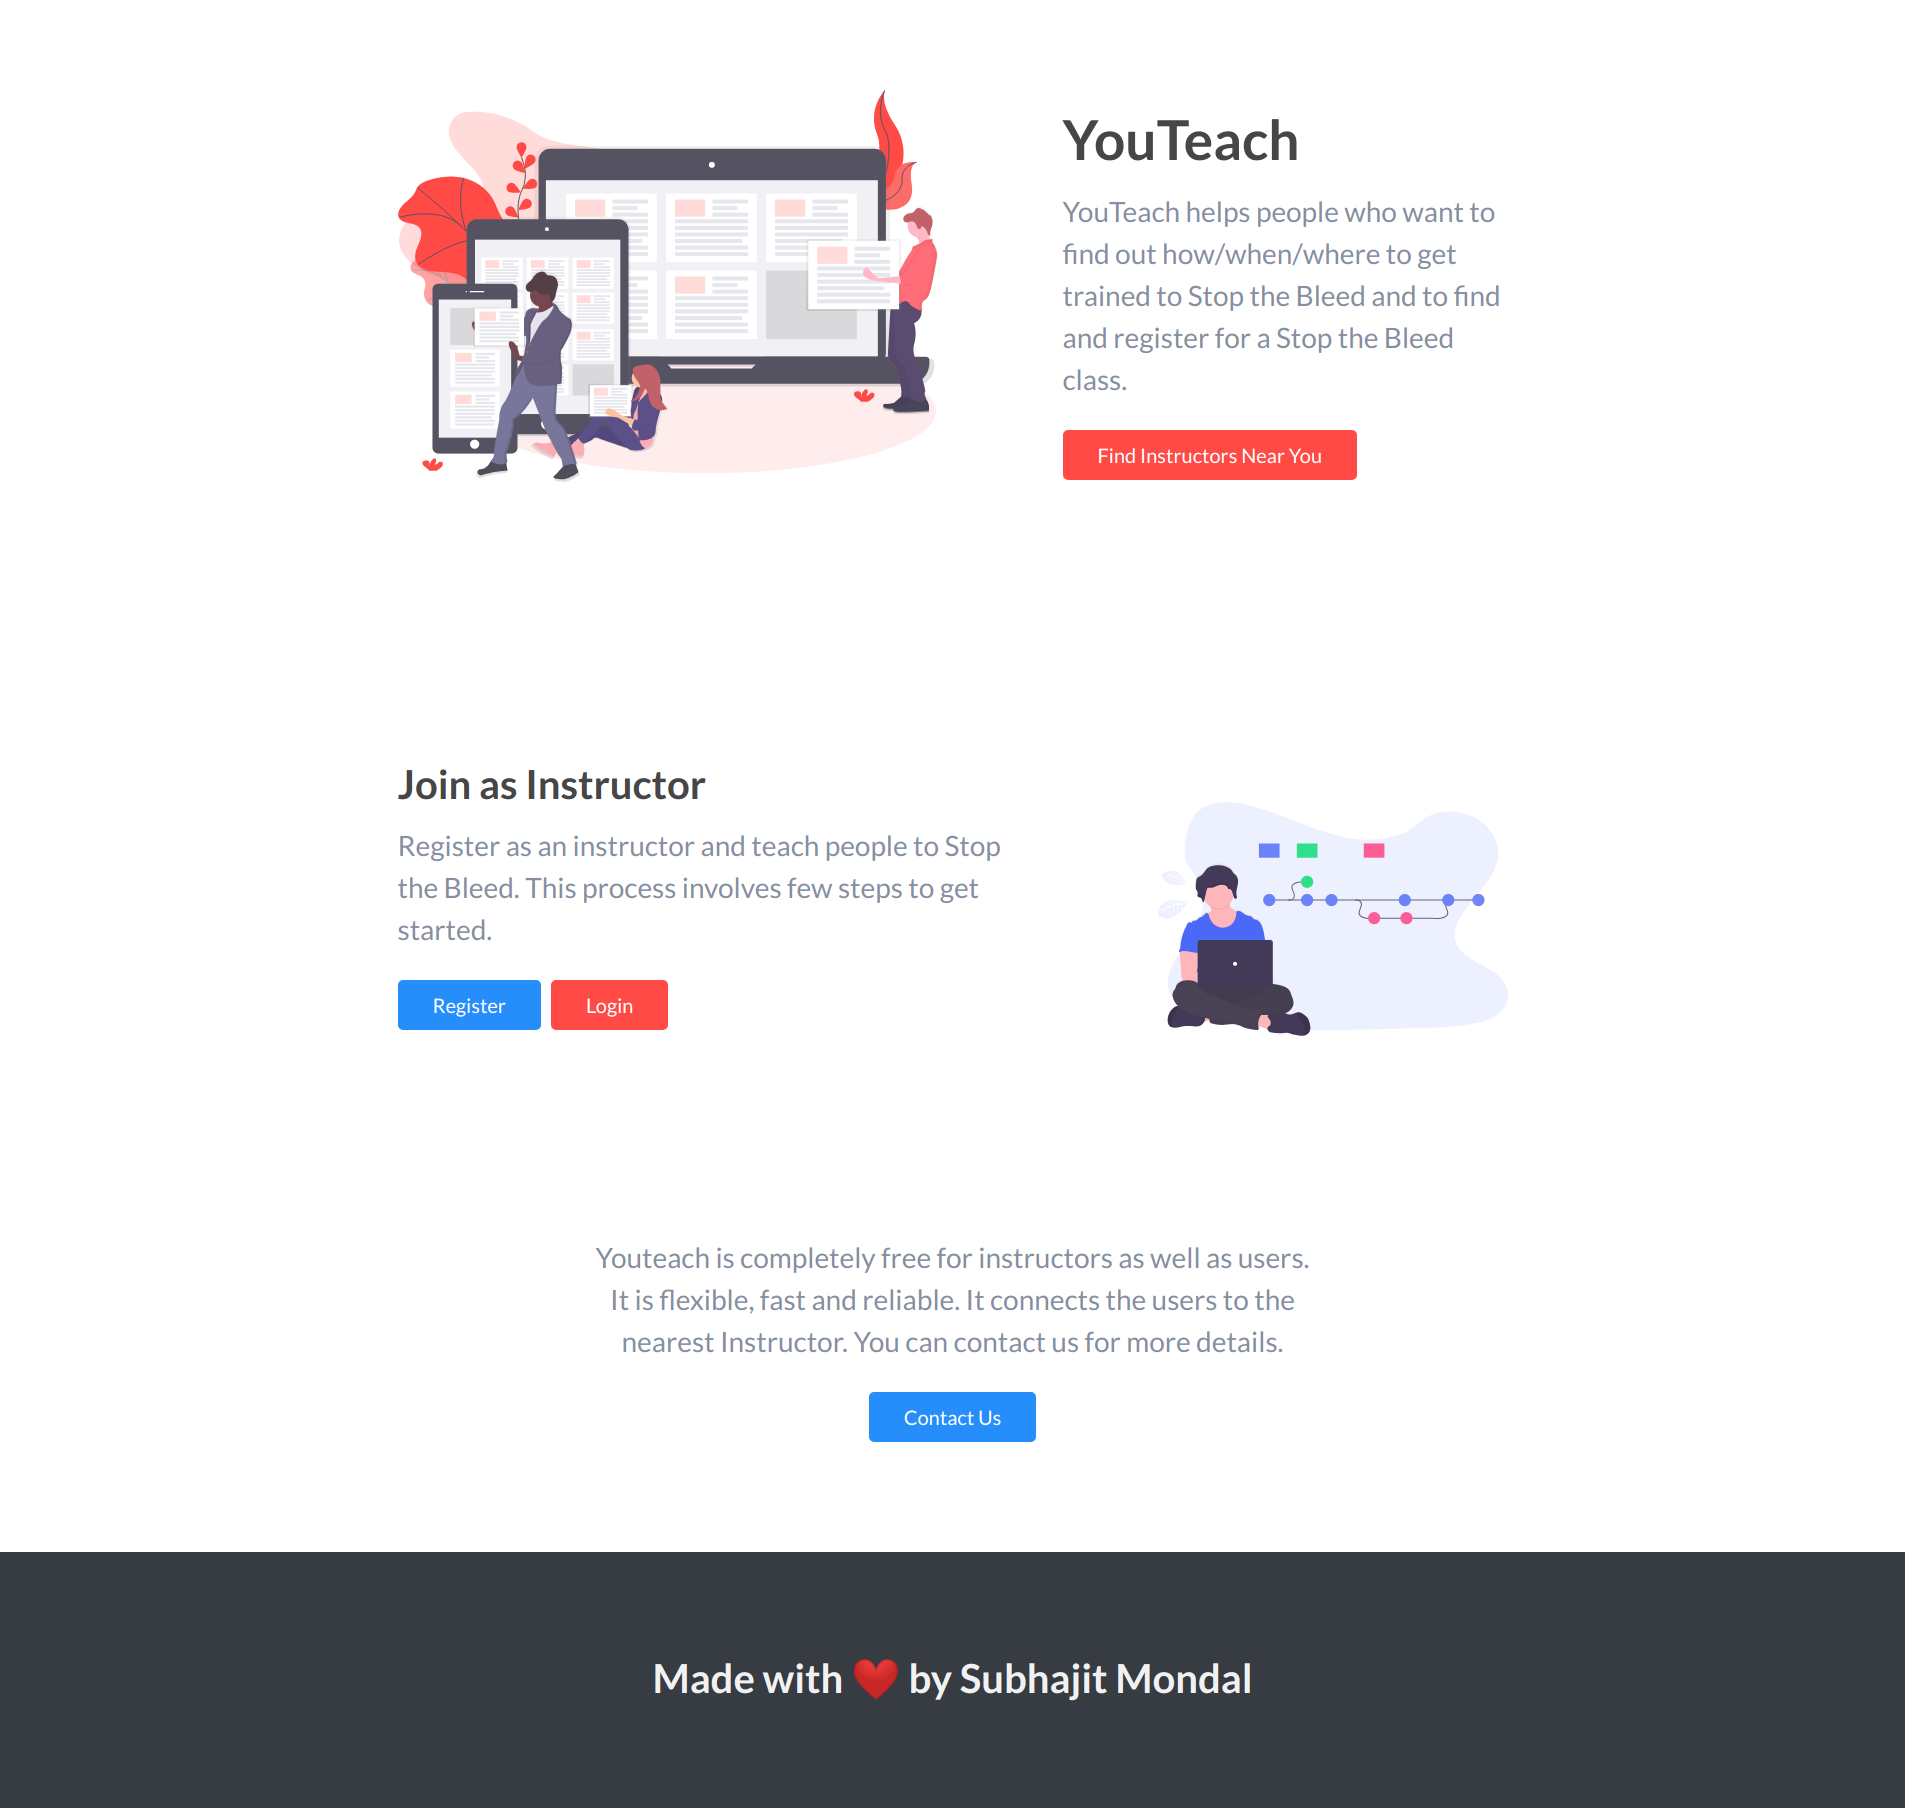 YouTeach
YouTeach helps people who want to
find out how/when/where to get
trained to Stop the Bleed and to find
and register for a Stop the Bleed
class.
Find Instructors Near You
Join as Instructor
Register as an instructor and teach people to Stop
the Bleed. This process involves few steps to get
started.
Register
Login
Youteach is completely free for instructors as well as users.
It is flexible, fast and reliable. It connects the users to the
nearest Instructor. You can contact us for more details.
Contact Us
Made with ❤️ by Subhajit Mondal